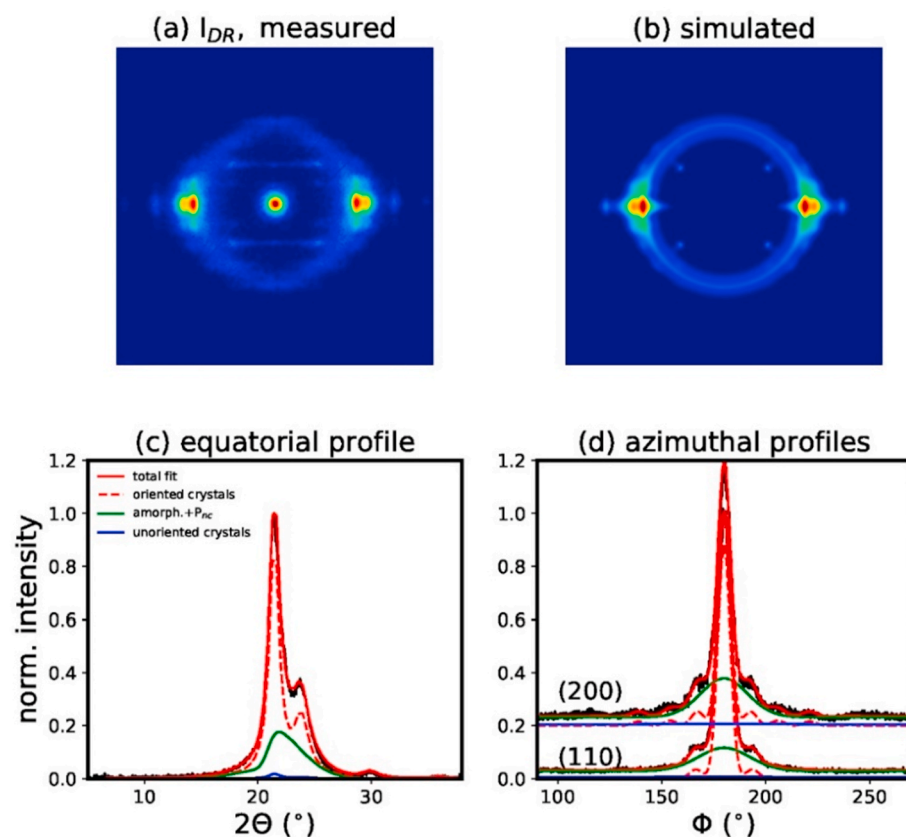 (a) I_DR, measured
(b) simulated
(c) equatorial profile
(d) azimuthal profiles
1.2
1.0
0.8
0.6
0.4
0.2
0.0
norm. intensity
total fit
oriented crystals
amorph.+P_nc
unoriented crystals
10
20
30
2Θ (°)
1.2
1.0
0.8
0.6
0.4
0.2
0.0
(200)
(110)
100
150
200
250
Φ (°)